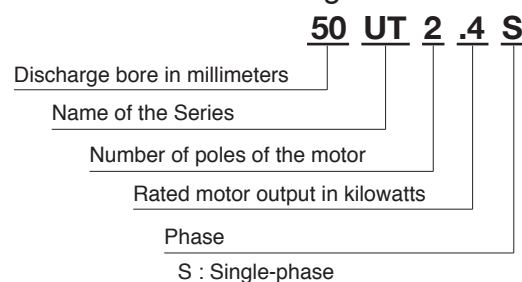 50 UT 2 .4 S
Discharge bore in millimeters
Name of the Series
Number of poles of the motor
Rated motor output in kilowatts
Phase
S : Single-phase